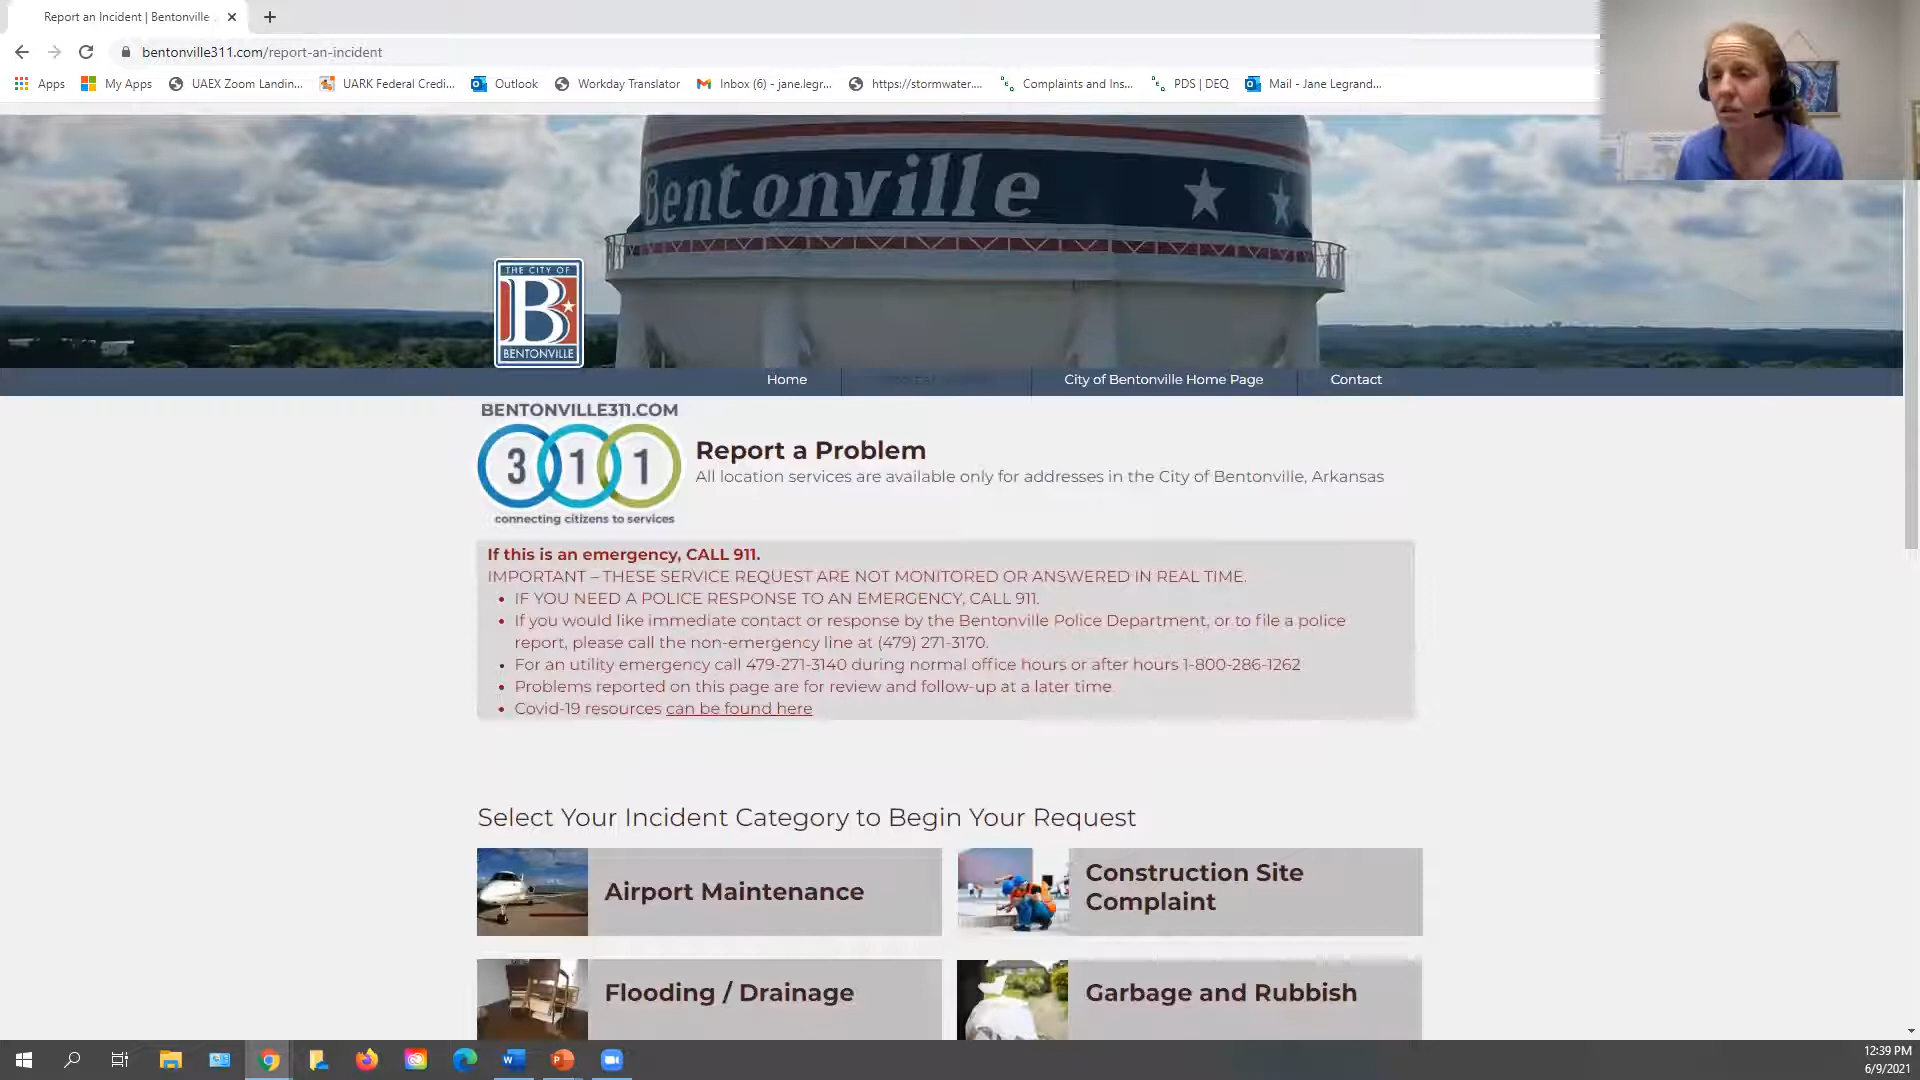 Report an Incident | Bentonville
bentonville311.com/report-an-incident
Apps My Apps UAEX Zoom Landin... UARK Federal Credi... Outlook Workday Translator Inbox (6) - jane.legr... https://stormwater.... Complaints and Ins... PDS | DEQ Mail - Jane Legrand...
Bentonville
THE CITY OF
B
BENTONVILLE
Home City of Bentonville Home Page Contact
BENTONVILLE311.COM
311
connecting citizens to services
Report a Problem
All location services are available only for addresses in the City of Bentonville, Arkansas
If this is an emergency, CALL 911.
IMPORTANT – THESE SERVICE REQUEST ARE NOT MONITORED OR ANSWERED IN REAL TIME.
• IF YOU NEED A POLICE RESPONSE TO AN EMERGENCY, CALL 911.
• If you would like immediate contact or response by the Bentonville Police Department, or to file a police
report, please call the non-emergency line at (479) 271-3170.
• For an utility emergency call 479-271-3140 during normal office hours or after hours 1-800-286-1262
• Problems reported on this page are for review and follow-up at a later time.
• Covid-19 resources can be found here
Select Your Incident Category to Begin Your Request
Airport Maintenance
Construction Site
Complaint
Flooding / Drainage
Garbage and Rubbish
12:39 PM
6/9/2021